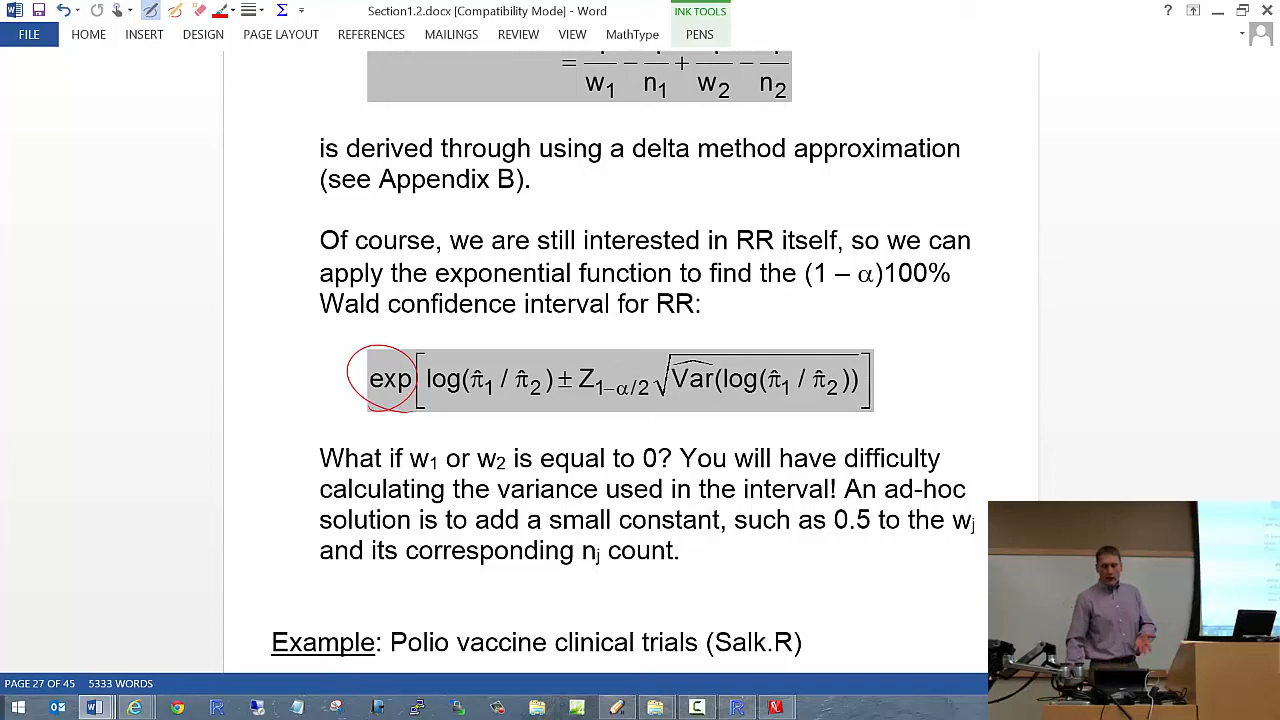 Section1.2.docx [Compatibility Mode] - Word
INK TOOLS
FILE HOME INSERT DESIGN PAGE LAYOUT REFERENCES MAILINGS REVIEW VIEW MathType PENS
= 1/w₁ − 1/n₁ + 1/w₂ − 1/n₂
is derived through using a delta method approximation
(see Appendix B).
Of course, we are still interested in RR itself, so we can
apply the exponential function to find the (1 – α)100%
Wald confidence interval for RR:
exp[log(π̂₁ / π̂₂) ± Z₁₋α/₂ √V̂ar(log(π̂₁ / π̂₂))]
What if w₁ or w₂ is equal to 0? You will have difficulty
calculating the variance used in the interval! An ad-hoc
solution is to add a small constant, such as 0.5 to the wⱼ
and its corresponding nⱼ count.
Example: Polio vaccine clinical trials (Salk.R)
PAGE 27 OF 45 5333 WORDS